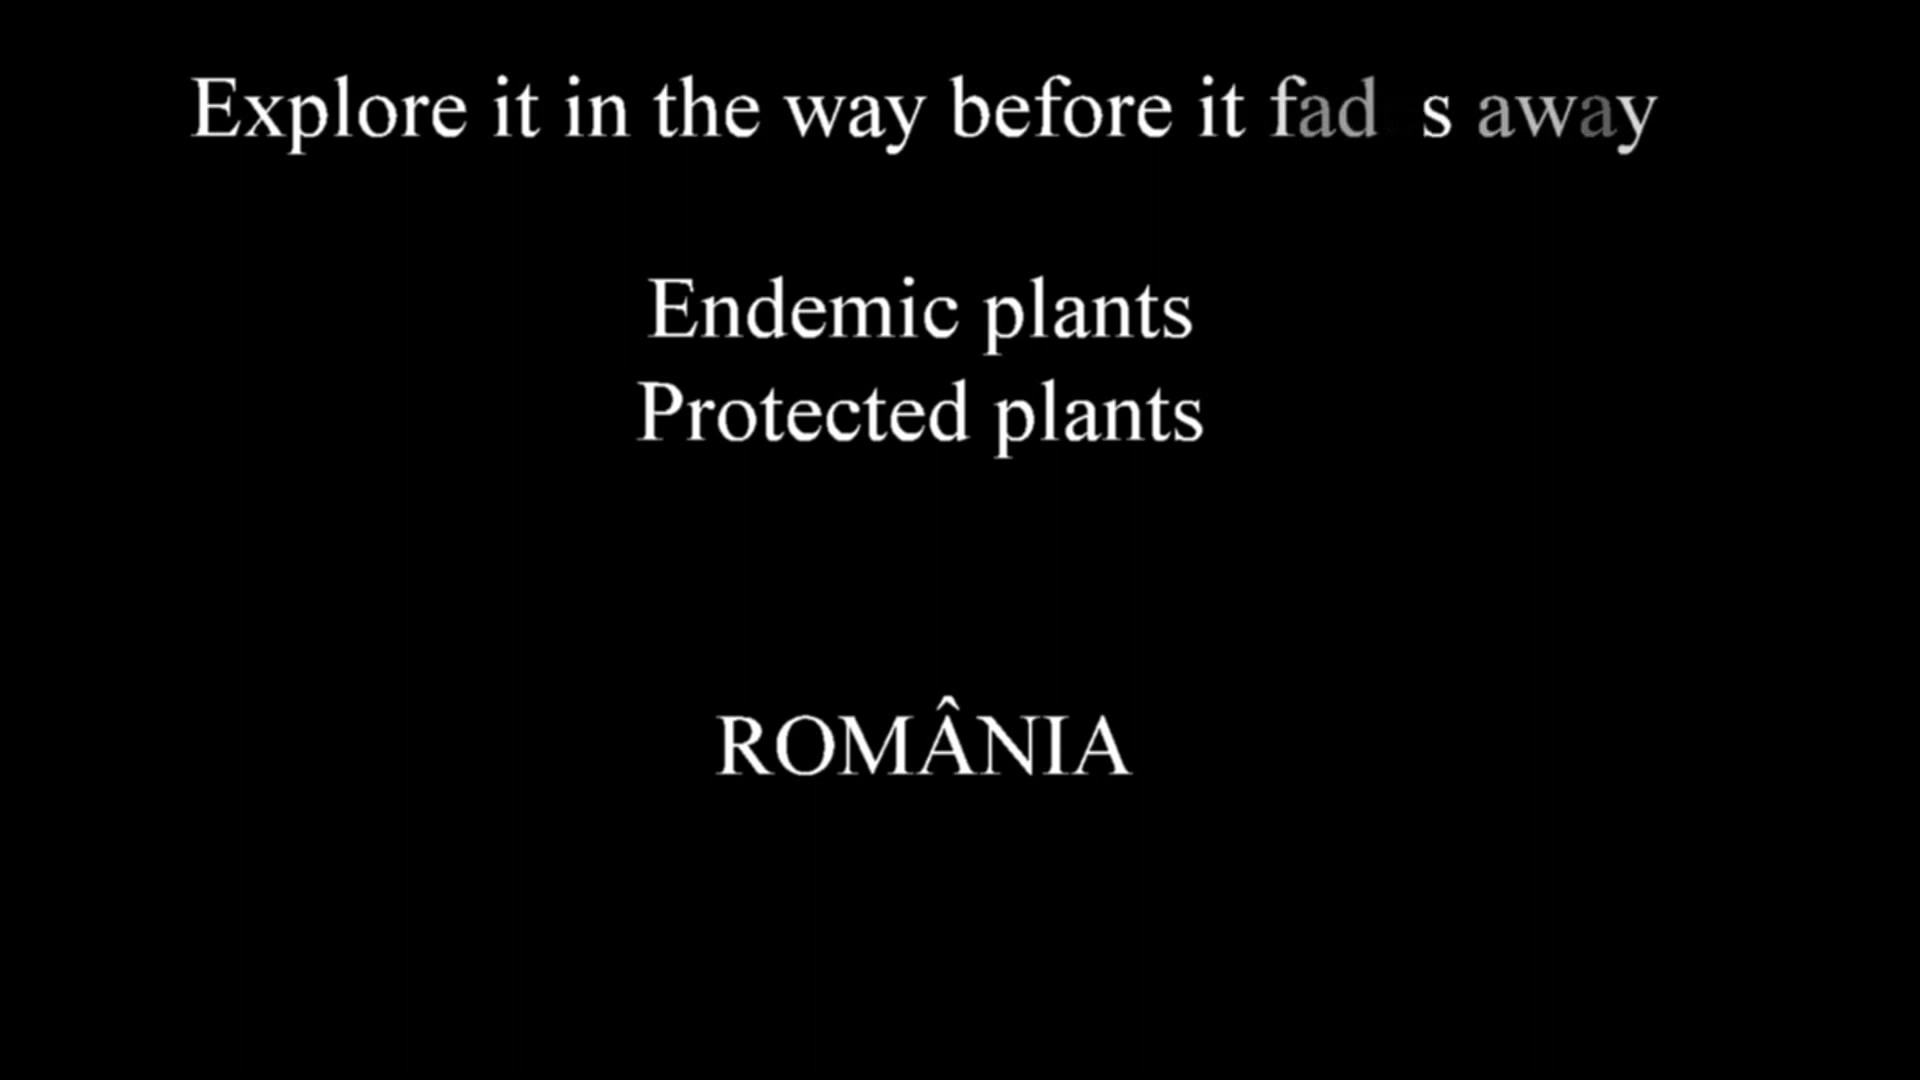 Explore it in the way before it fad s away
Endemic plants
Protected plants
ROMÂNIA